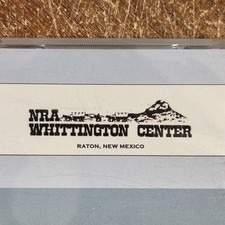 NRA
WHITTINGTON CENTER
RATON, NEW MEXICO